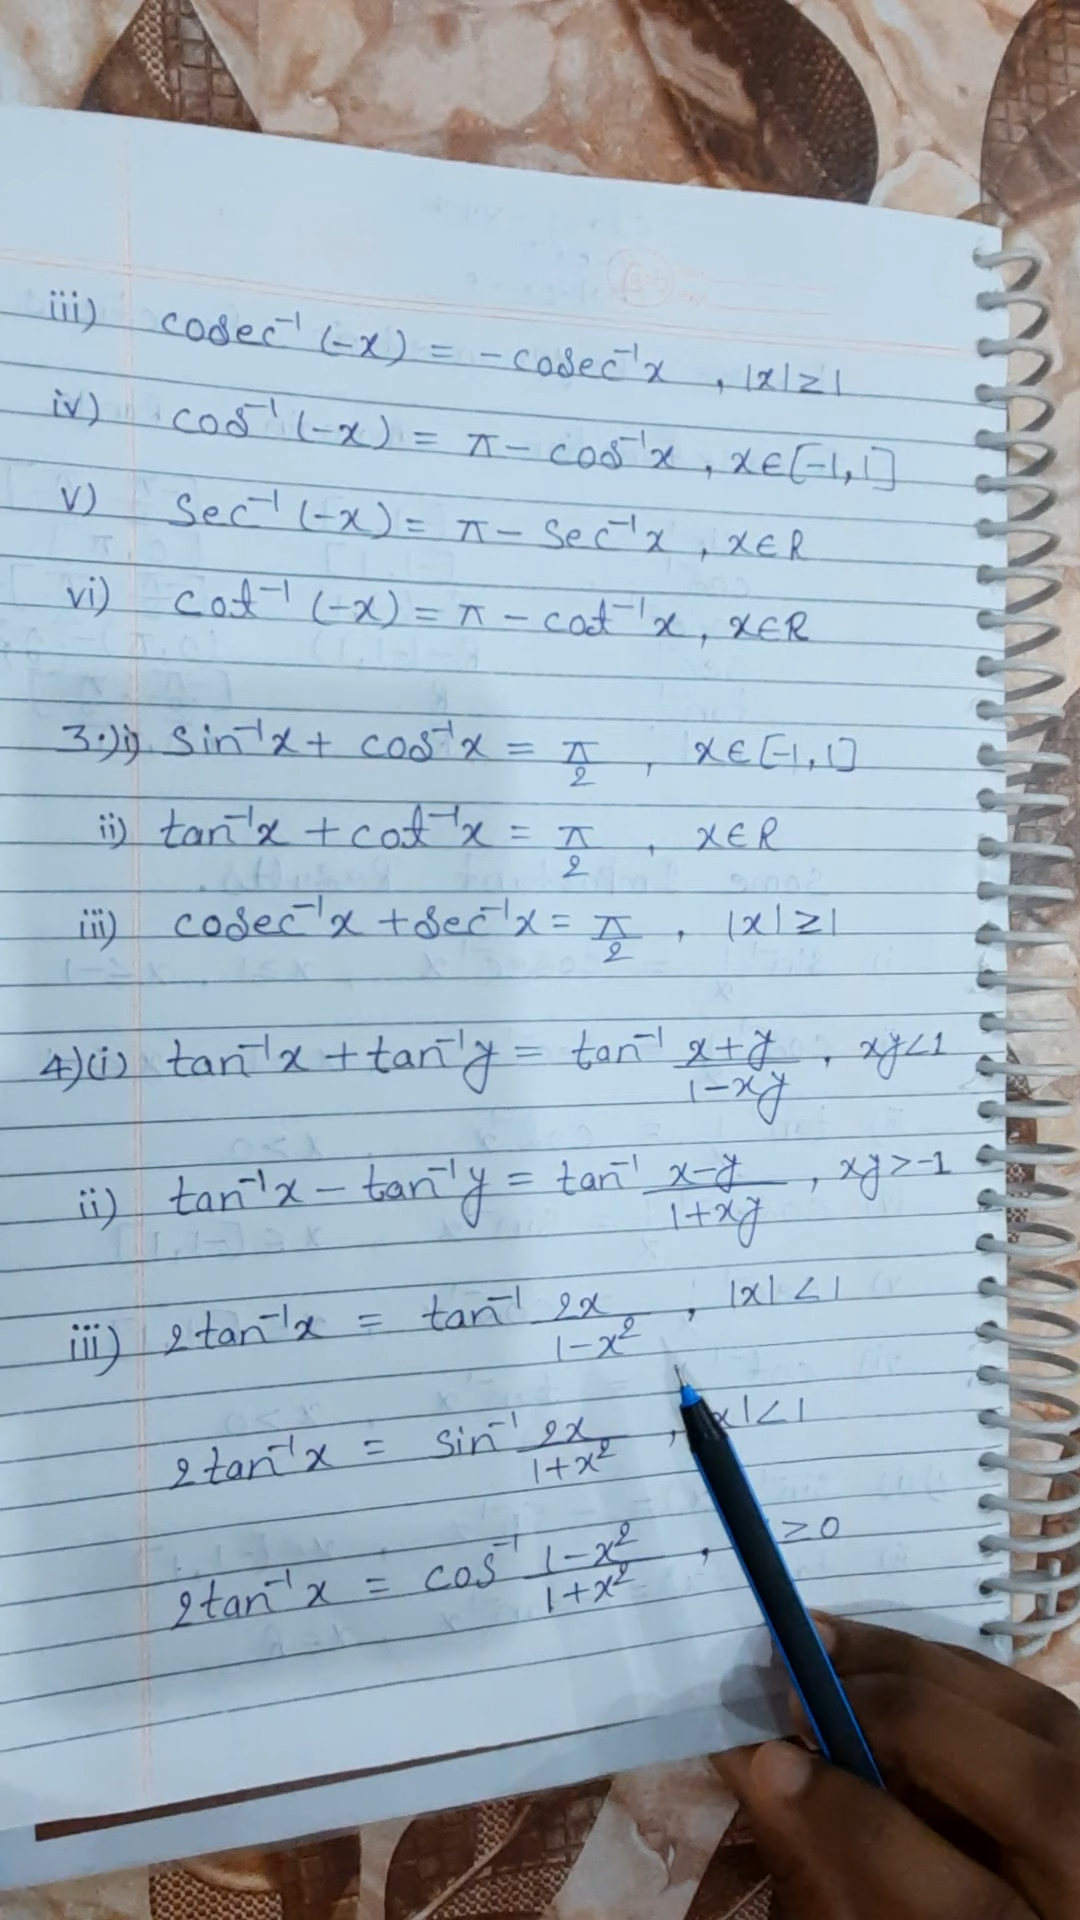 iii) cosec⁻¹(-x) = -cosec⁻¹x , |x| ≥ 1
iv) cos⁻¹(-x) = π - cos⁻¹x , x∈[-1,1]
v) Sec⁻¹(-x) = π - Sec⁻¹x , x∈R
vi) cot⁻¹(-x) = π - cot⁻¹x , x∈R
3.)i) sin⁻¹x + cos⁻¹x = π/2 , x∈[-1,1]
ii) tan⁻¹x + cot⁻¹x = π/2 , x∈R
iii) cosec⁻¹x + sec⁻¹x = π/2 , |x| ≥ 1
4)(i) tan⁻¹x + tan⁻¹y = tan⁻¹ (x+y)/(1-xy) , xy<1
ii) tan⁻¹x - tan⁻¹y = tan⁻¹ (x-y)/(1+xy) , xy>-1
iii) 2tan⁻¹x = tan⁻¹ 2x/(1-x²) , |x| < 1
2tan⁻¹x = sin⁻¹ 2x/(1+x²) , x| < 1
2tan⁻¹x = cos⁻¹ (1-x²)/(1+x²) , ≥ 0